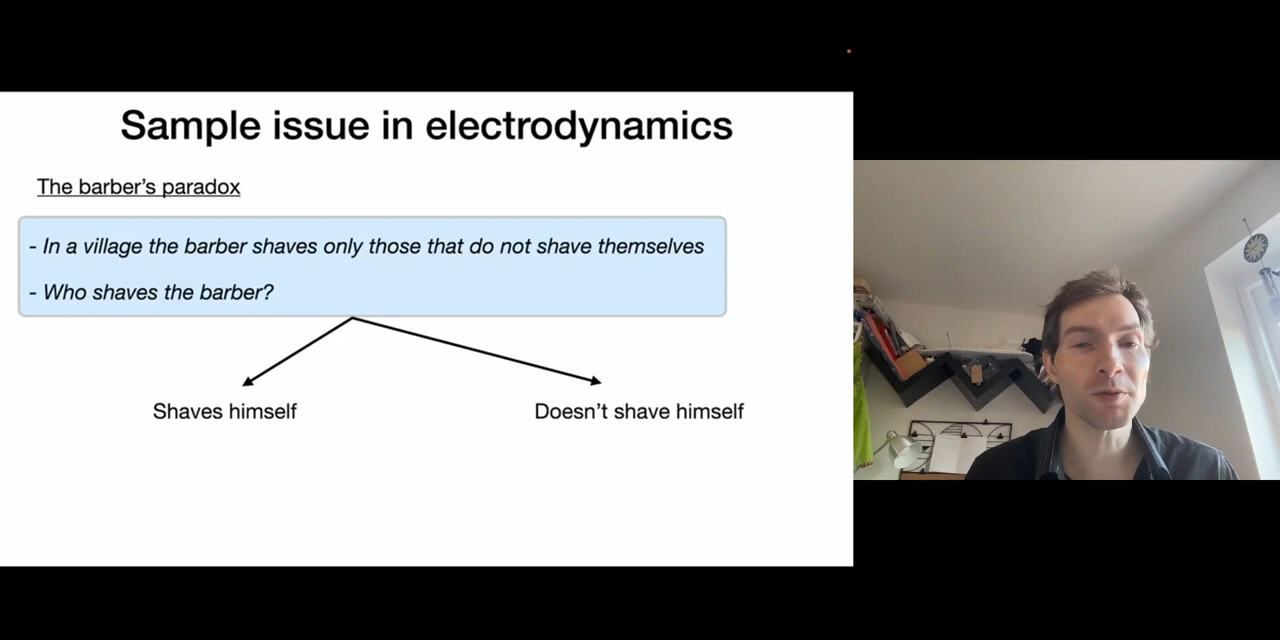 Sample issue in electrodynamics
The barber’s paradox
- In a village the barber shaves only those that do not shave themselves
- Who shaves the barber?
Shaves himself
Doesn’t shave himself